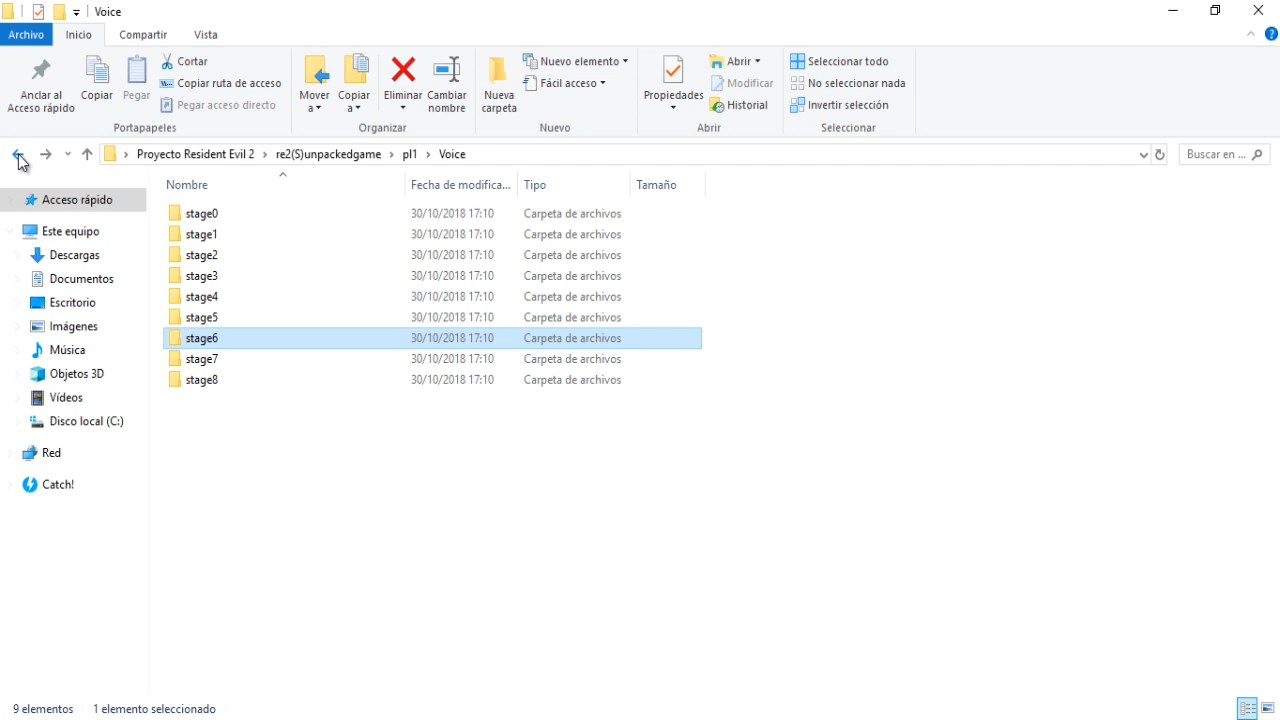 Voice
Archivo Inicio Compartir Vista
Anclar al Acceso rápido
Copiar
Pegar
Cortar
Copiar ruta de acceso
Pegar acceso directo
Portapapeles
Mover a
Copiar a
Eliminar
Cambiar nombre
Organizar
Nueva carpeta
Nuevo elemento
Fácil acceso
Nuevo
Propiedades
Abrir
Modificar
Historial
Abrir
Seleccionar todo
No seleccionar nada
Invertir selección
Seleccionar
Proyecto Resident Evil 2 › re2(S)unpackedgame › pl1 › Voice
Buscar en ...
Acceso rápido
Este equipo
Descargas
Documentos
Escritorio
Imágenes
Música
Objetos 3D
Vídeos
Disco local (C:)
Red
Catch!
Nombre Fecha de modifica... Tipo Tamaño
stage0 30/10/2018 17:10 Carpeta de archivos
stage1 30/10/2018 17:10 Carpeta de archivos
stage2 30/10/2018 17:10 Carpeta de archivos
stage3 30/10/2018 17:10 Carpeta de archivos
stage4 30/10/2018 17:10 Carpeta de archivos
stage5 30/10/2018 17:10 Carpeta de archivos
stage6 30/10/2018 17:10 Carpeta de archivos
stage7 30/10/2018 17:10 Carpeta de archivos
stage8 30/10/2018 17:10 Carpeta de archivos
9 elementos 1 elemento seleccionado